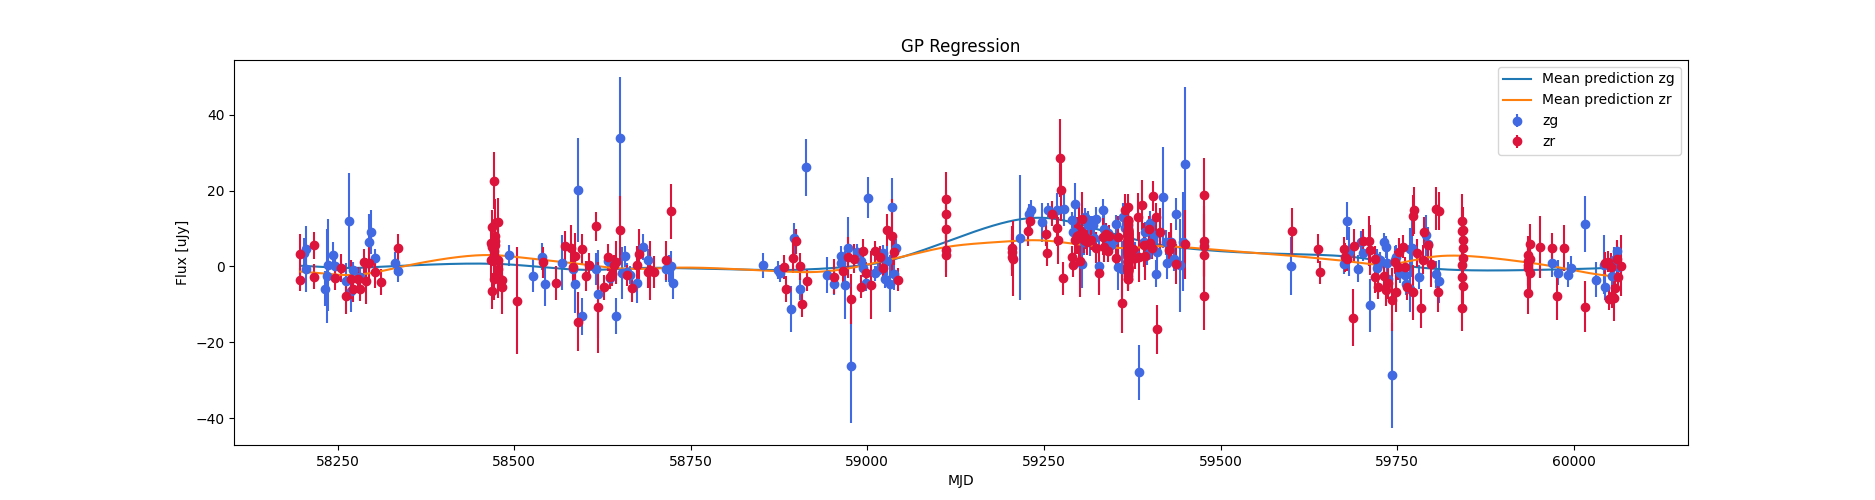 GP Regression
Flux [uJy]
40
20
0
−20
−40
58250 58500 58750 59000 59250 59500 59750 60000
MJD
Mean prediction zg
Mean prediction zr
zg
zr